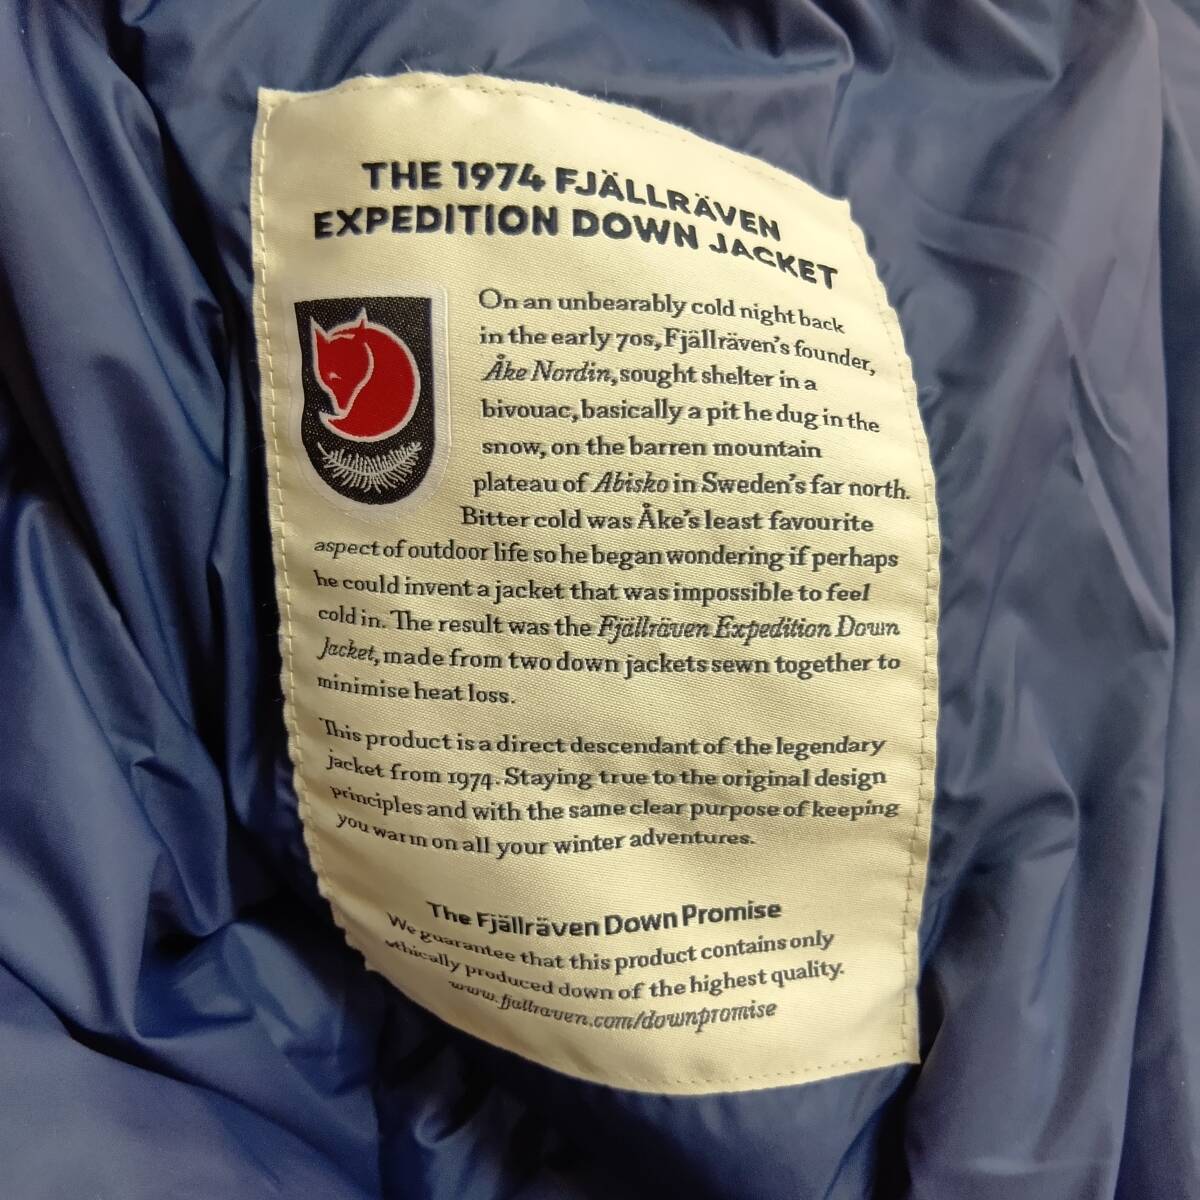 THE 1974 FJÄLLRÄVEN
EXPEDITION DOWN JACKET
On an unbearably cold night back
in the early 70s, Fjällräven's founder,
Åke Nordin, sought shelter in a
bivouac, basically a pit he dug in the
snow, on the barren mountain
plateau of Abisko in Sweden's far north.
Bitter cold was Åke's least favourite
aspect of outdoor life so he began wondering if perhaps
he could invent a jacket that was impossible to feel
cold in. The result was the Fjällräven Expedition Down
Jacket, made from two down jackets sewn together to
minimise heat loss.
This product is a direct descendant of the legendary
jacket from 1974. Staying true to the original design
principles and with the same clear purpose of keeping
you warm on all your winter adventures.
The Fjällräven Down Promise
We guarantee that this product contains only
ethically produced down of the highest quality.
www.fjallraven.com/downpromise